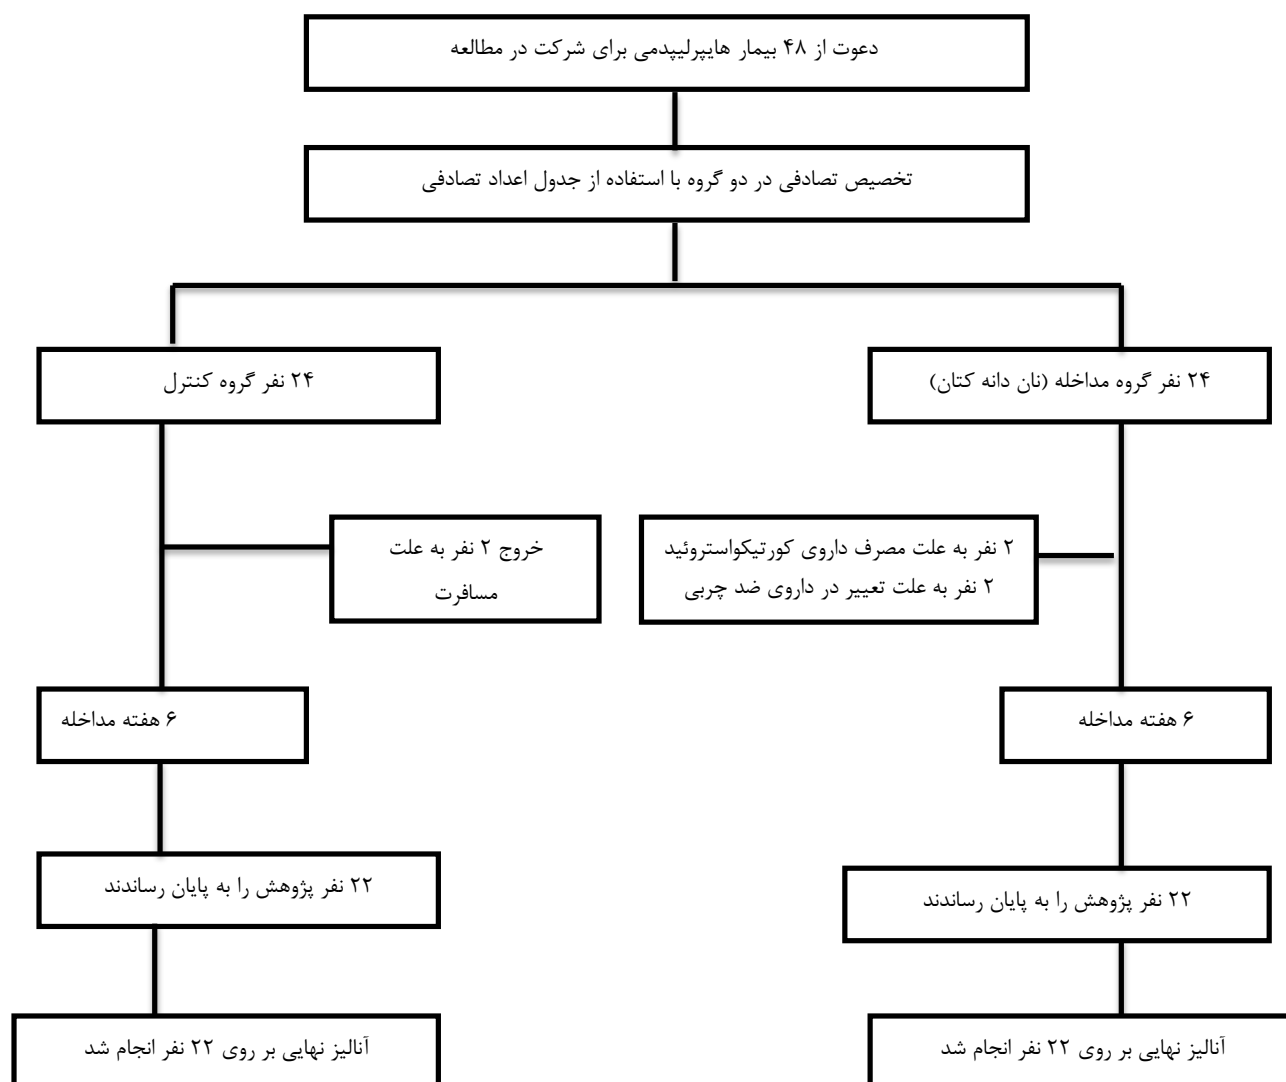 دعوت از ۴۸ بیمار هایپرلیپدمی برای شرکت در مطالعه
تخصیص تصادفی در دو گروه با استفاده از جدول اعداد تصادفی
۲۴ نفر گروه مداخله (نان دانه کتان)
۲۴ نفر گروه کنترل
۲ نفر به علت مصرف داروی کورتیکواستروئید
۲ نفر به علت تعییر در داروی ضد چربی
خروج ۲ نفر به علت
مسافرت
۶ هفته مداخله
۶ هفته مداخله
۲۲ نفر پژوهش را به پایان رساندند
۲۲ نفر پژوهش را به پایان رساندند
آنالیز نهایی بر روی ۲۲ نفر انجام شد
آنالیز نهایی بر روی ۲۲ نفر انجام شد